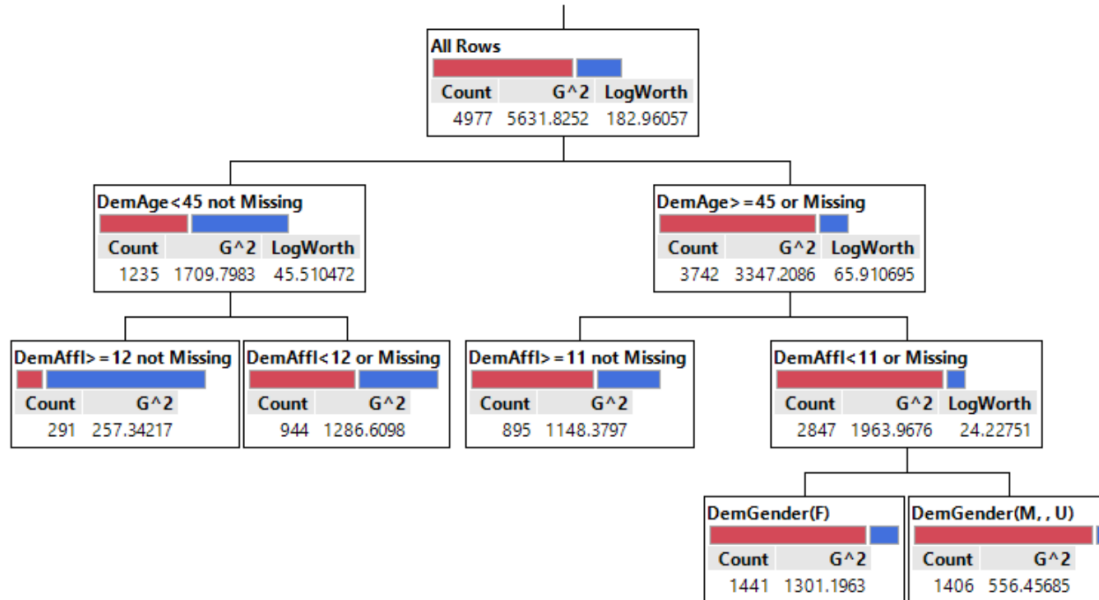 All Rows
Count G^2 LogWorth
4977 5631.8252 182.96057
DemAge<45 not Missing
Count G^2 LogWorth
1235 1709.7983 45.510472
DemAge>=45 or Missing
Count G^2 LogWorth
3742 3347.2086 65.910695
DemAffl>=12 not Missing
Count G^2
291 257.34217
DemAffl<12 or Missing
Count G^2
944 1286.6098
DemAffl>=11 not Missing
Count G^2
895 1148.3797
DemAffl<11 or Missing
Count G^2 LogWorth
2847 1963.9676 24.22751
DemGender(F)
Count G^2
1441 1301.1963
DemGender(M, , U)
Count G^2
1406 556.45685